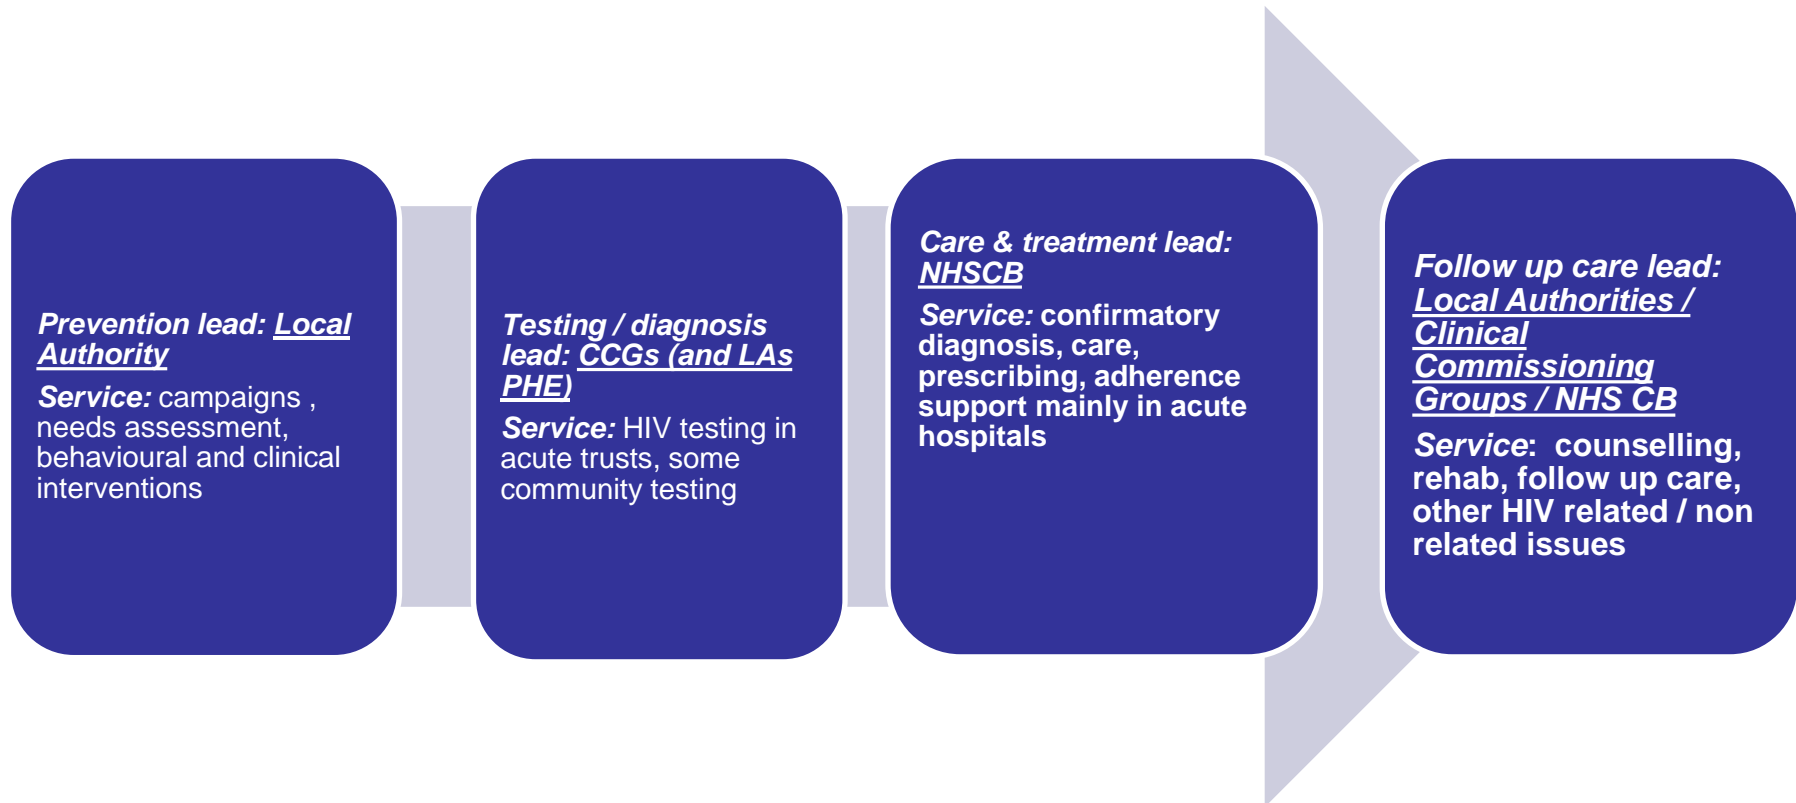 Prevention lead: Local
Authority
Service: campaigns ,
needs assessment,
behavioural and clinical
interventions
Testing / diagnosis
lead: CCGs (and LAs
PHE)
Service: HIV testing in
acute trusts, some
community testing
Care & treatment lead:
NHSCB
Service: confirmatory
diagnosis, care,
prescribing, adherence
support mainly in acute
hospitals
Follow up care lead:
Local Authorities /
Clinical
Commissioning
Groups / NHS CB
Service:  counselling,
rehab, follow up care,
other HIV related / non
related issues